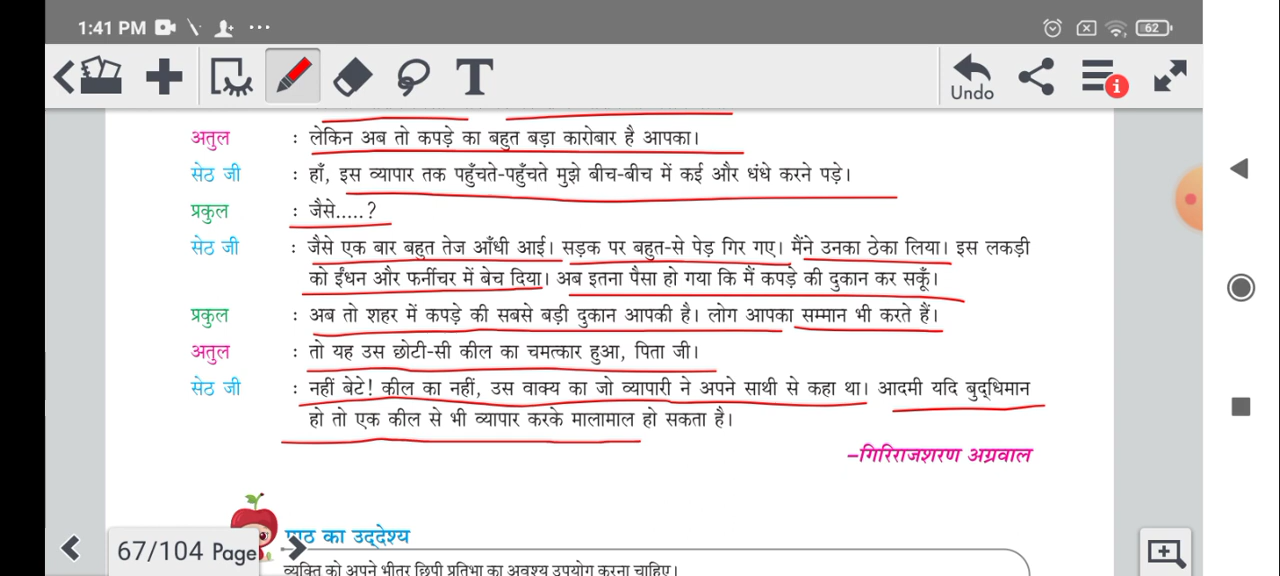 1:41 PM ... 62
T Undo i
अतुल : लेकिन अब तो कपड़े का बहुत बड़ा कारोबार है आपका।
सेठ जी : हाँ, इस व्यापार तक पहुँचते-पहुँचते मुझे बीच-बीच में कई और धंधे करने पड़े।
प्रकुल : जैसे.....?
सेठ जी : जैसे एक बार बहुत तेज आँधी आई। सड़क पर बहुत-से पेड़ गिर गए। मैंने उनका ठेका लिया। इस लकड़ी
को ईंधन और फर्नीचर में बेच दिया। अब इतना पैसा हो गया कि मैं कपड़े की दुकान कर सकूँ।
प्रकुल : अब तो शहर में कपड़े की सबसे बड़ी दुकान आपकी है। लोग आपका सम्मान भी करते हैं।
अतुल : तो यह उस छोटी-सी कील का चमत्कार हुआ, पिता जी।
सेठ जी : नहीं बेटे! कील का नहीं, उस वाक्य का जो व्यापारी ने अपने साथी से कहा था। आदमी यदि बुद्धिमान
हो तो एक कील से भी व्यापार करके मालामाल हो सकता है।
–गिरिराजशरण अग्रवाल
पाठ का उद्देश्य
67/104 Page
व्यक्ति को अपने भीतर छिपी प्रतिभा का अवश्य उपयोग करना चाहिए।